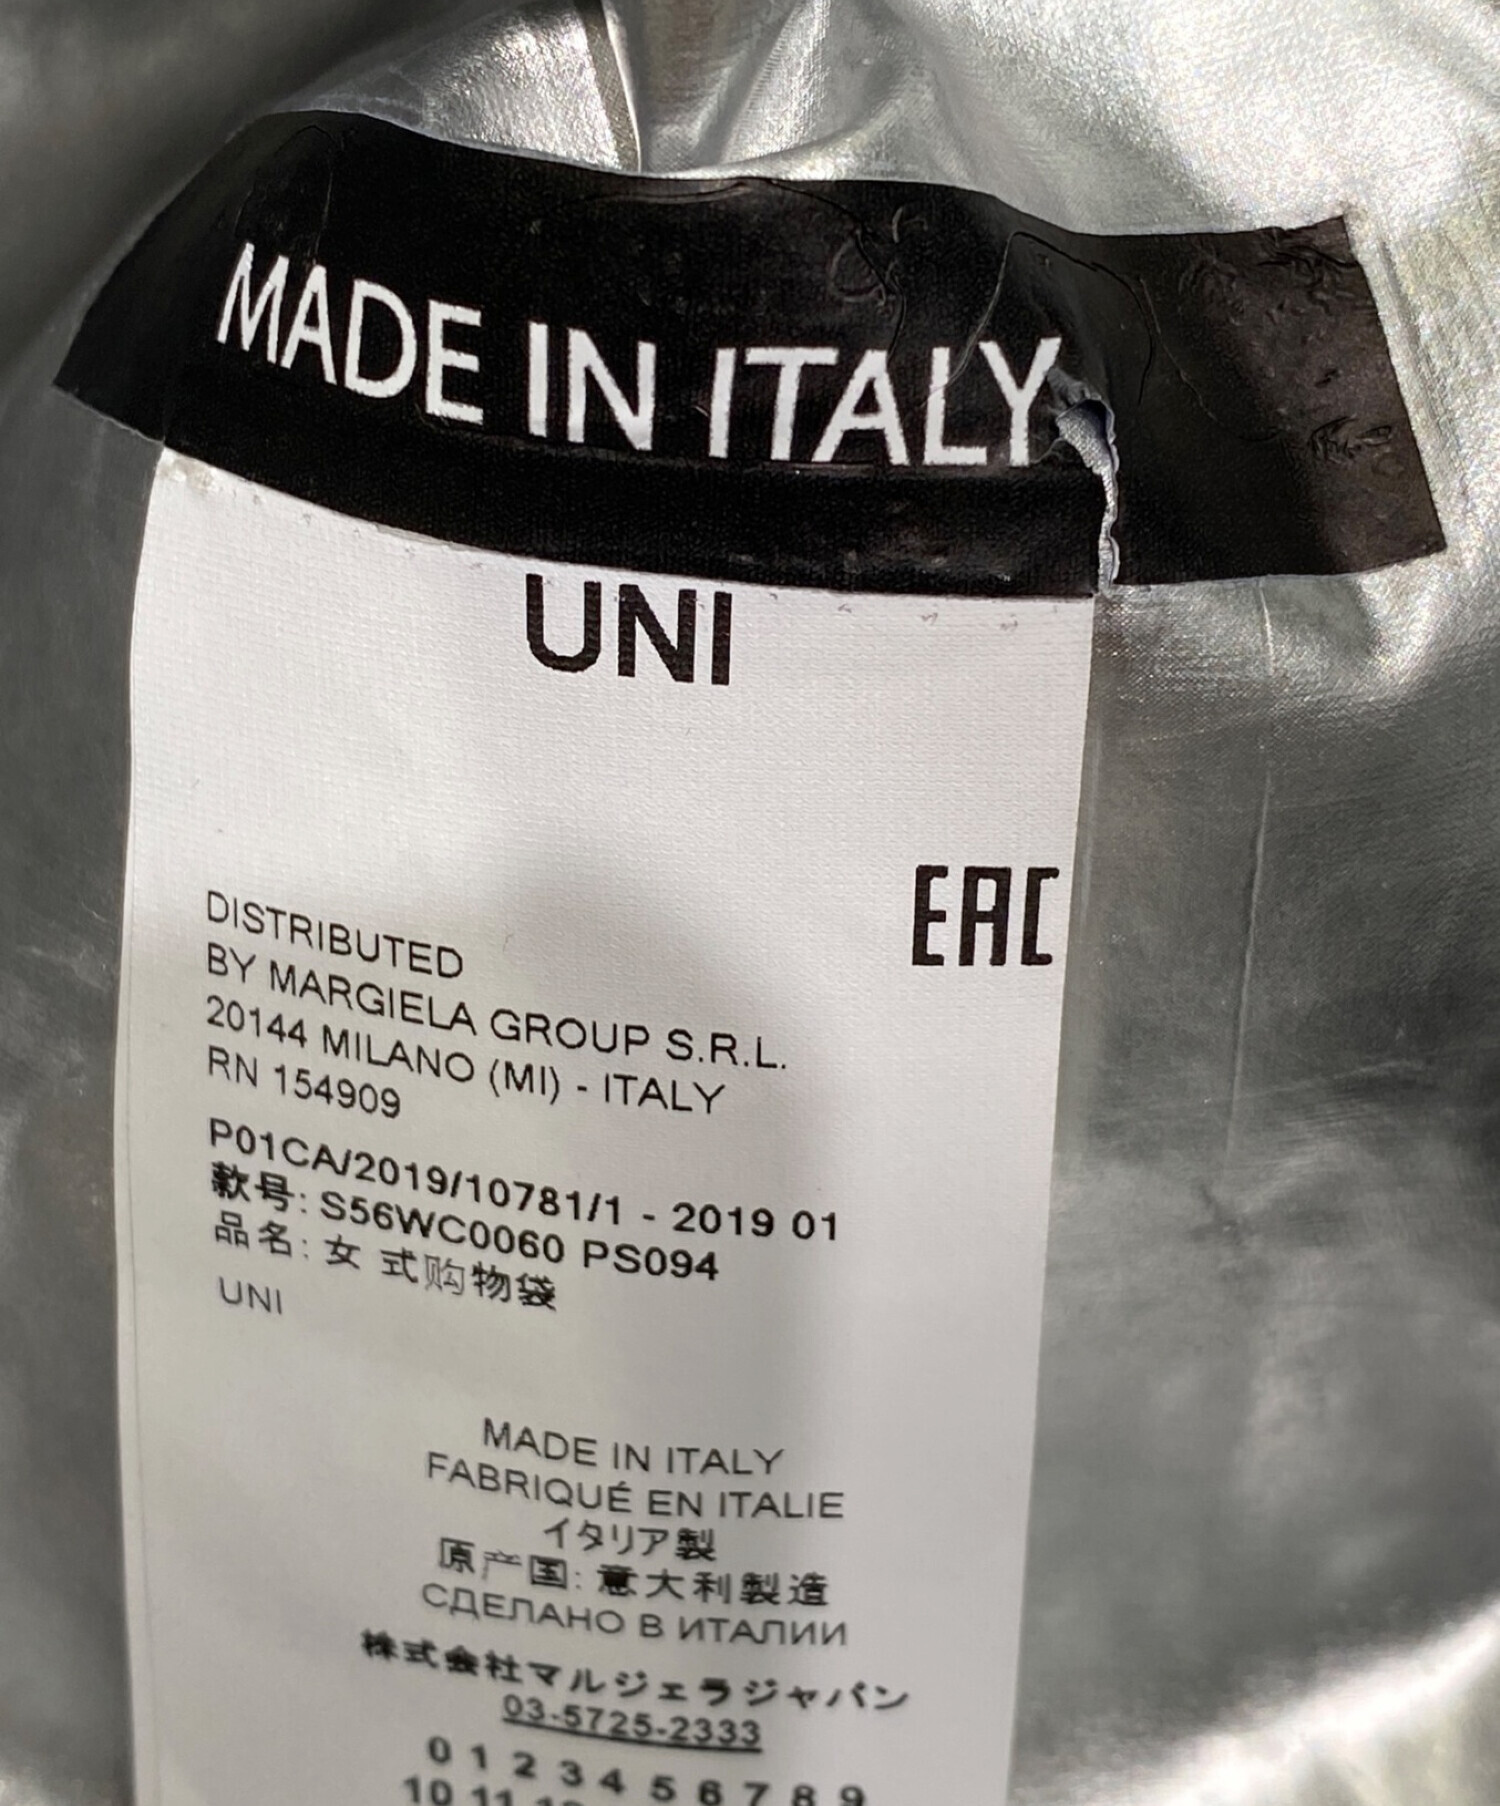 MADE IN ITALY
UNI
EAC
DISTRIBUTED
BY MARGIELA GROUP S.R.L.
20144 MILANO (MI) - ITALY
RN 154909
P01CA/2019/10781/1 - 2019 01
款号: S56WC0060 PS094
品名: 女 式购物袋
UNI
MADE IN ITALY
FABRIQUÉ EN ITALIE
イタリア製
原产国: 意大利製造
СДЕЛАНО В ИТАЛИИ
株式会社マルジェラジャパン
03-5725-2333
0 1 2 3 4 5 6 7 8 9
10 11